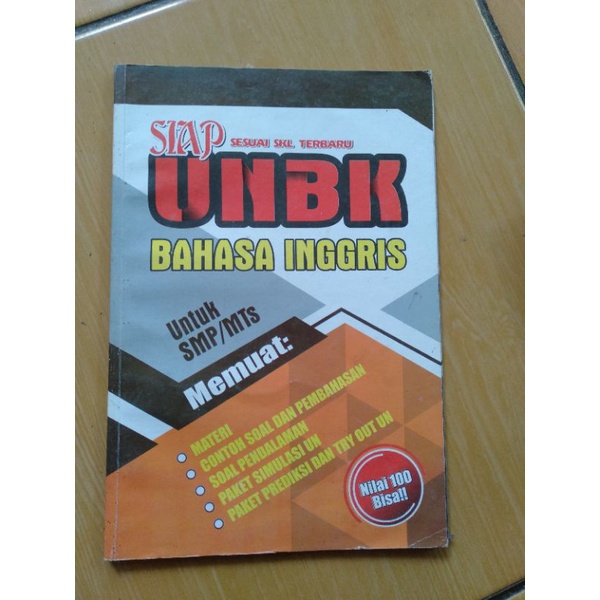 SIAP SESUAI SKL. TERBARU
UNBK
BAHASA INGGRIS
Untuk
SMP/MTs
Memuat:
• MATERI
• CONTOH SOAL DAN PEMBAHASAN
• SOAL PENDALAMAN
• PAKET SIMULASI UN
• PAKET PREDIKSI DAN TRY OUT UN
Nilai 100
Bisa!!